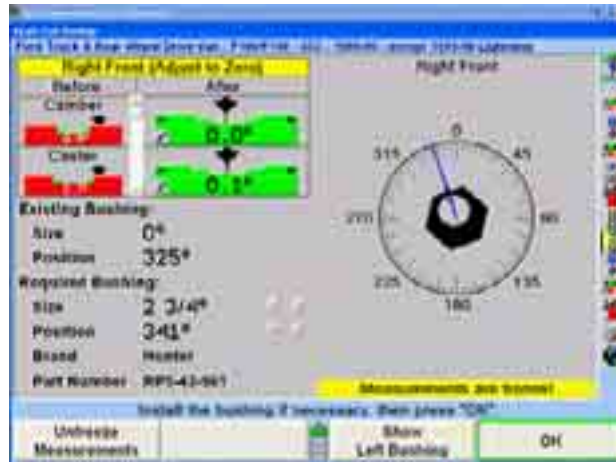 Right Front (Adjust to Zero)
Right Front
Before
After
Camber
0.0°
Caster
0.1°
Existing Bushing:
Size 0°
Position 325°
Required Bushing:
Size 2 3/4°
Position 341°
Brand Hunter
Part Number
0
45
135
180
225
270
315
Measurements are frozen!
Install the bushing if necessary, then press "OK"
Unfreeze Measurements
Show Left Bushing
OK